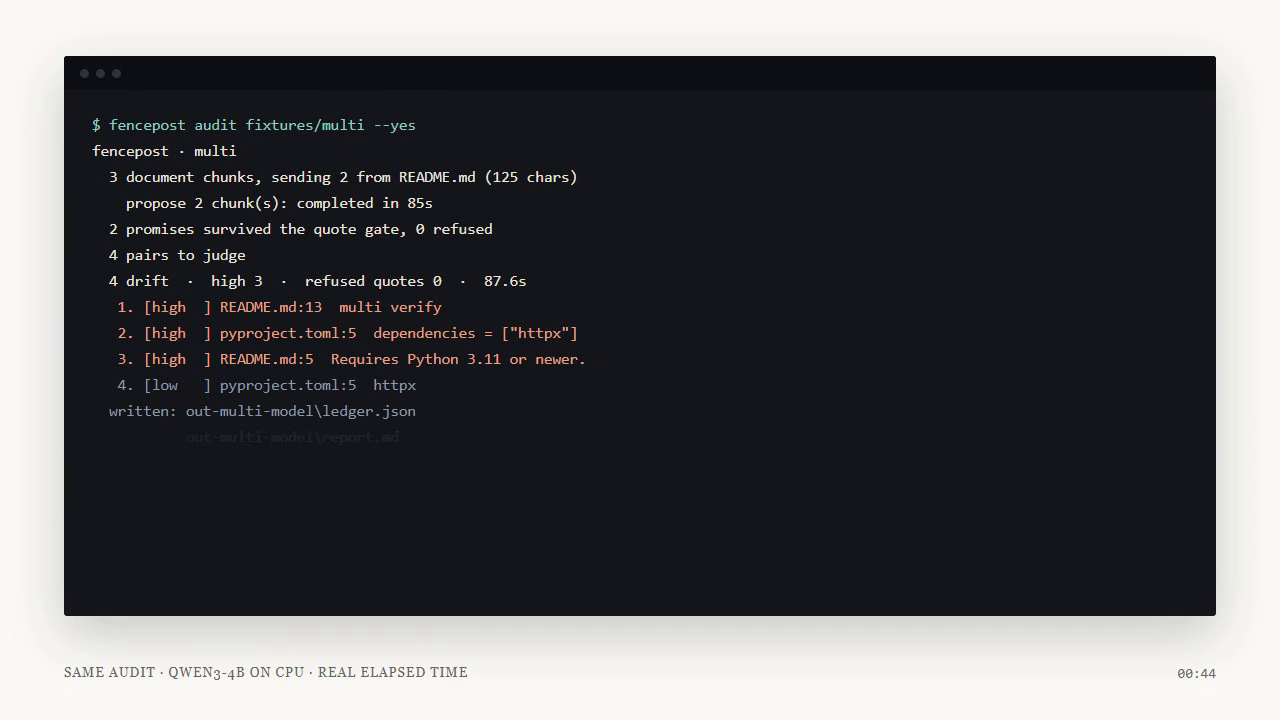 $ fencepost audit fixtures/multi --yes
fencepost · multi
3 document chunks, sending 2 from README.md (125 chars)
propose 2 chunk(s): completed in 85s
2 promises survived the quote gate, 0 refused
4 pairs to judge
4 drift  ·  high 3  ·  refused quotes 0  ·  87.6s
1. [high  ] README.md:13  multi verify
2. [high  ] pyproject.toml:5  dependencies = ["httpx"]
3. [high  ] README.md:5  Requires Python 3.11 or newer.
4. [low   ] pyproject.toml:5  httpx
written: out-multi-model\ledger.json
out-multi-model\report.md
SAME AUDIT · QWEN3-4B ON CPU · REAL ELAPSED TIME
00:44